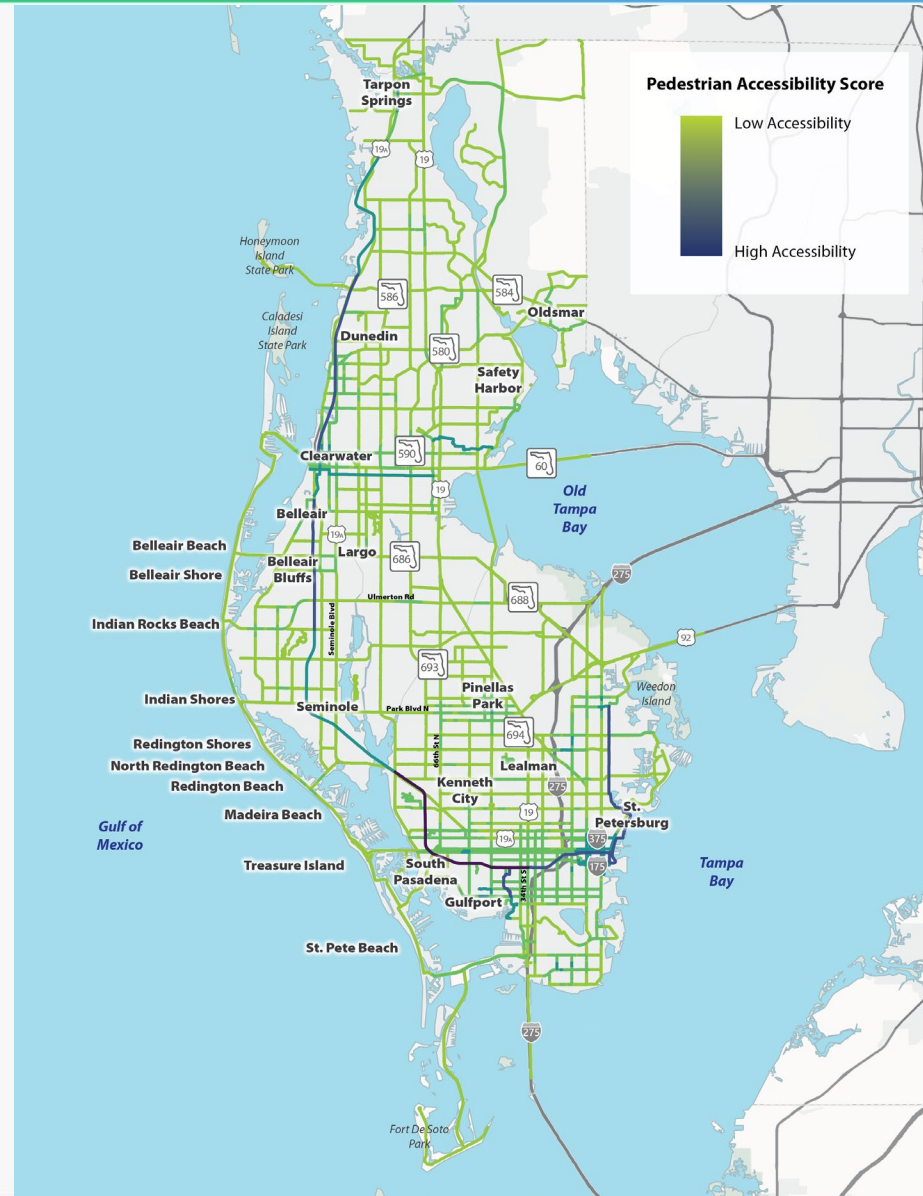 Pedestrian Accessibility Score
Low Accessibility
High Accessibility
Tarpon
Springs
19A
19
Honeymoon
Island
State Park
586
584
Oldsmar
Caladesi
Island
State Park
Dunedin
580
Safety
Harbor
Clearwater
590
60
19
Old
Tampa
Bay
Belleair
19A
Belleair Beach
Largo
686
Belleair
Bluffs
Belleair Shore
275
Ulmerton Rd
688
Indian Rocks Beach
Seminole Blvd
92
693
Pinellas
Park
Weedon
Island
Indian Shores
Seminole
Park Blvd N
694
Redington Shores
66th St N
North Redington Beach
Lealman
Redington Beach
Kenneth
City
275
Madeira Beach
19
St.
Petersburg
Gulf of
Mexico
19A
375
Treasure Island
South
Pasadena
175
Tampa
Bay
34th St S
Gulfport
St. Pete Beach
275
Fort De Soto
Park